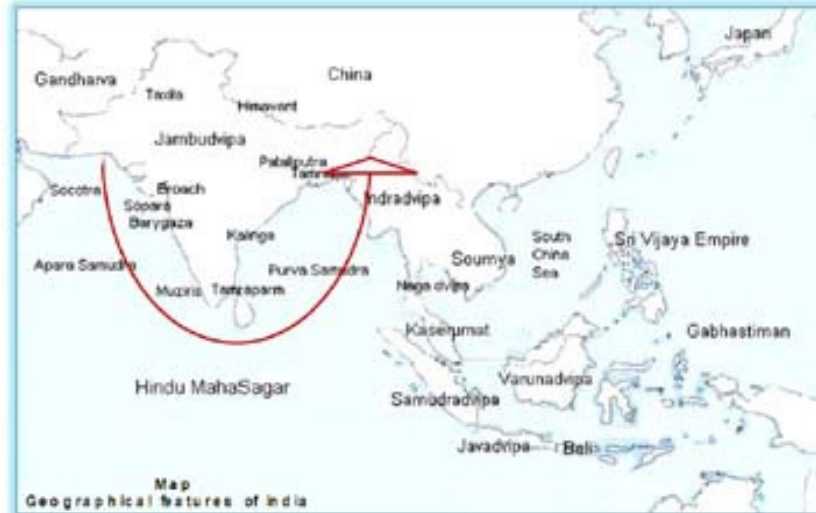 Japan
China
Gandharva
Taxila
Himavant
Jambudvipa
Pataliputra
Socotra
Broach
Indradvipa
Sopara
Barygaza
Kalinga
South
China
Sea
Sri Vijaya Empire
Soumya
Apara Samudra
Purva Samudra
Muziris
Tamraparni
Naga dvipa
Kaserumat
Gabhastiman
Hindu MahaSagar
Varunadvipa
Samudradvipa
Javadvipa
Bali
Map
Geographical features of India